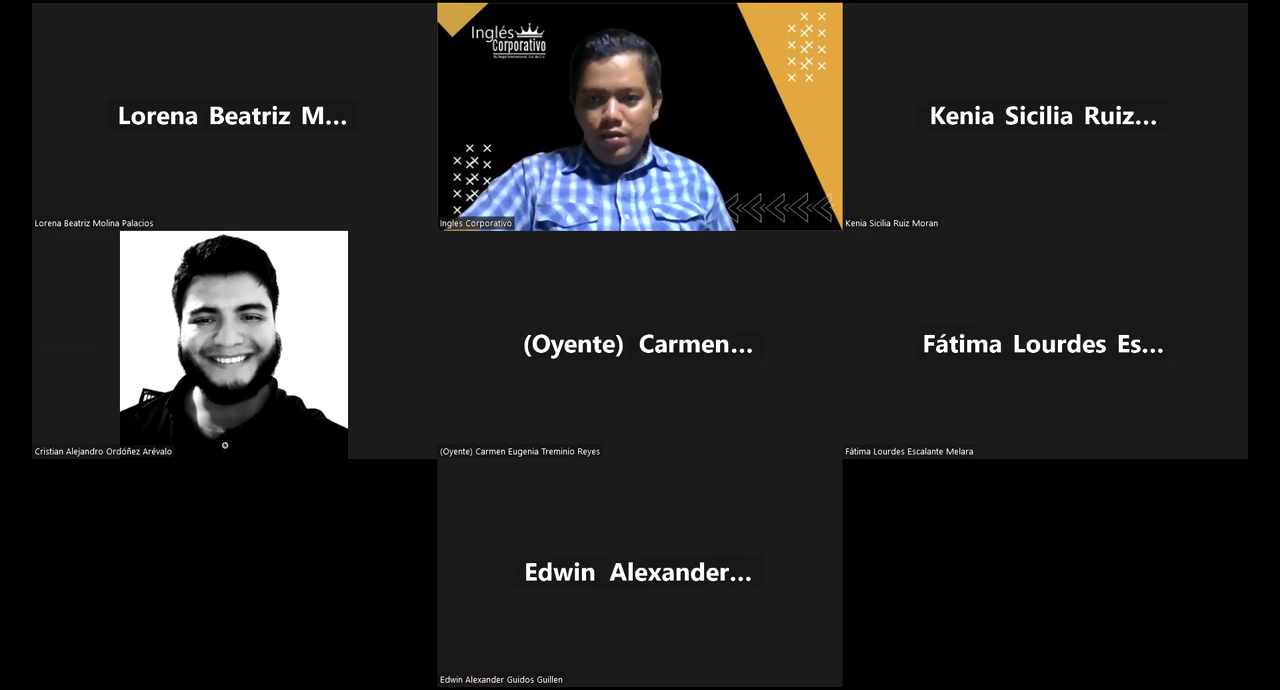 Lorena Beatriz M...
Lorena Beatriz Molina Palacios
Inglés
Corporativo
Ingles Corporativo
Kenia Sicilia Ruiz...
Kenia Sicilia Ruiz Moran
Cristian Alejandro Ordóñez Arévalo
(Oyente) Carmen...
(Oyente) Carmen Eugenia Treminio Reyes
Fátima Lourdes Es...
Fátima Lourdes Escalante Melara
Edwin Alexander...
Edwin Alexander Guidos Guillen